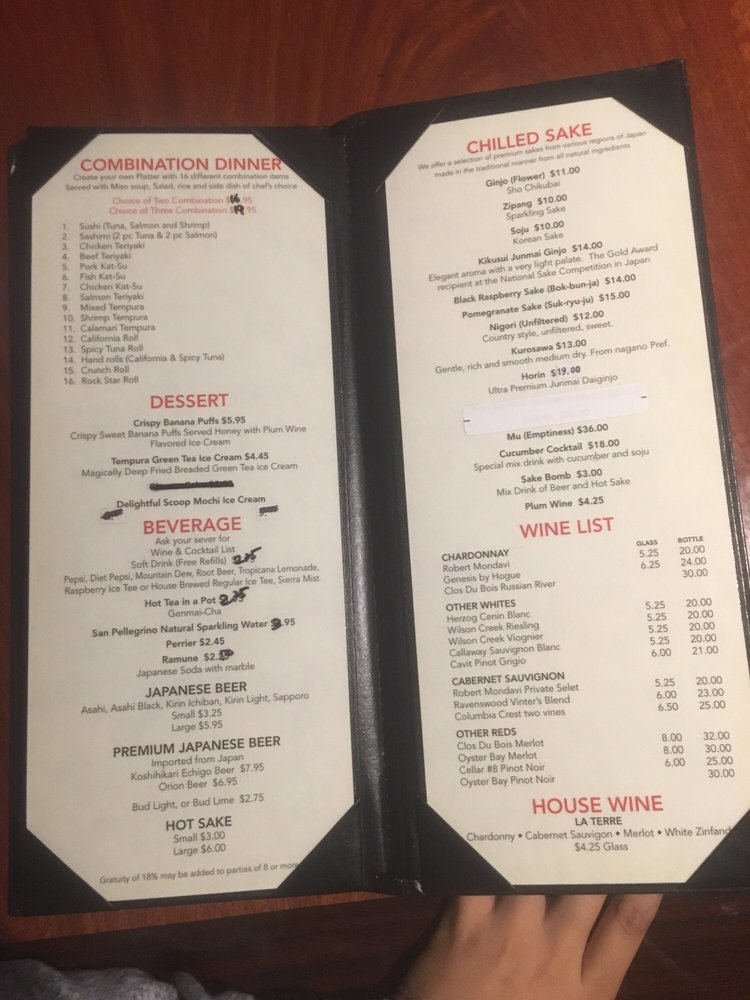 COMBINATION DINNER
Create your own Platter with 16 different combination items
Served with Miso soup, Salad, rice and side dish of chef's choice
Choice of Two Combination $16.95
Choice of Three Combination $19.95
1. Sushi (Tuna, Salmon and Shrimp)
2. Sashimi (2 pc Tuna & 2 pc Salmon)
3. Chicken Teriyaki
4. Beef Teriyaki
5. Pork Kat-Su
6. Fish Kat-Su
7. Chicken Kat-Su
8. Salmon Teriyaki
9. Mixed Tempura
10. Shrimp Tempura
11. Calamari Tempura
12. California Roll
13. Spicy Tuna Roll
14. Hand rolls (California & Spicy Tuna)
15. Crunch Roll
16. Rock Star Roll
DESSERT
Crispy Banana Puffs $5.95
Crispy Sweet Banana Puffs Served Honey with Plum Wine
Flavored Ice Cream
Tempura Green Tea Ice Cream $4.45
Magically Deep Fried Breaded Green Tea ice Cream
Delightful Scoop Mochi Ice Cream
BEVERAGE
Ask your sever for
Wine & Cocktail List
Soft Drink (Free Refills)
Pepsi, Diet Pepsi, Mountain Dew, Root Beer, Tropicana Lemonade,
Raspberry Ice Tee or House Brewed Regular Ice Tee, Sierra Mist
Hot Tea in a Pot
Genmai-Cha
San Pellegrino Natural Sparkling Water
Perrier $2.45
Ramune
Japanese Soda with marble
JAPANESE BEER
Asahi, Asahi Black, Kirin Ichiban, Kirin Light, Sapporo
Small $3.25
Large $5.95
PREMIUM JAPANESE BEER
Imported from Japan
Koshihikari Echigo Beer $7.95
Orion Beer $6.95
Bud Light, or Bud Lime $2.75
HOT SAKE
Small $3.00
Large $6.00
Gratuity of 18% may be added to parties of 8 or more
CHILLED SAKE
We offer a selection of premium sakes from various regions of Japan
made in the traditional manner from all natural ingredients
Ginjo (Flower) $11.00
Sho Chikubai
Zipang $10.00
Sparkling Sake
Soju $10.00
Korean Sake
Kikusui Junmai Ginjo $14.00
Elegant aroma with a very light palate. The Gold Award
recipient at the National Sake Competition in Japan
Black Raspberry Sake (Bok-bun-ja) $14.00
Pomegranate Sake (Suk-ryu-ju) $15.00
Nigori (Unfiltered) $12.00
Country style, unfiltered, sweet.
Kurosawa $13.00
Gentle, rich and smooth medium dry. From nagano Pref.
Horin $19.00
Ultra Premium Junmai Daiginjo
Mu (Emptiness) $36.00
Cucumber Cocktail $18.00
Special mix drink with cucumber and soju
Sake Bomb $3.00
Mix Drink of Beer and Hot Sake
Plum Wine $4.25
WINE LIST
GLASS BOTTLE
CHARDONNAY 5.25 20.00
Robert Mondavi 6.25 24.00
Genesis by Hogue 30.00
Clos Du Bois Russian River
OTHER WHITES 5.25 20.00
Herzog Cenin Blanc 5.25 20.00
Wilson Creek Riesling 5.25 20.00
Wilson Creek Viognier 5.25 20.00
Callaway Sauvignon Blanc 6.00 21.00
Cavit Pinot Grigio
CABERNET SAUVIGNON 5.25 20.00
Robert Mondavi Private Selet 6.00 23.00
Ravenswood Vinter's Blend 6.50 25.00
Columbia Crest two vines
OTHER REDS 8.00 32.00
Clos Du Bois Merlot 8.00 30.00
Oyster Bay Merlot 6.00 25.00
Cellar #8 Pinot Noir 30.00
Oyster Bay Pinot Noir
HOUSE WINE
LA TERRE
Chardonny • Cabernet Sauvigon • Merlot • White Zinfand
$4.25 Glass